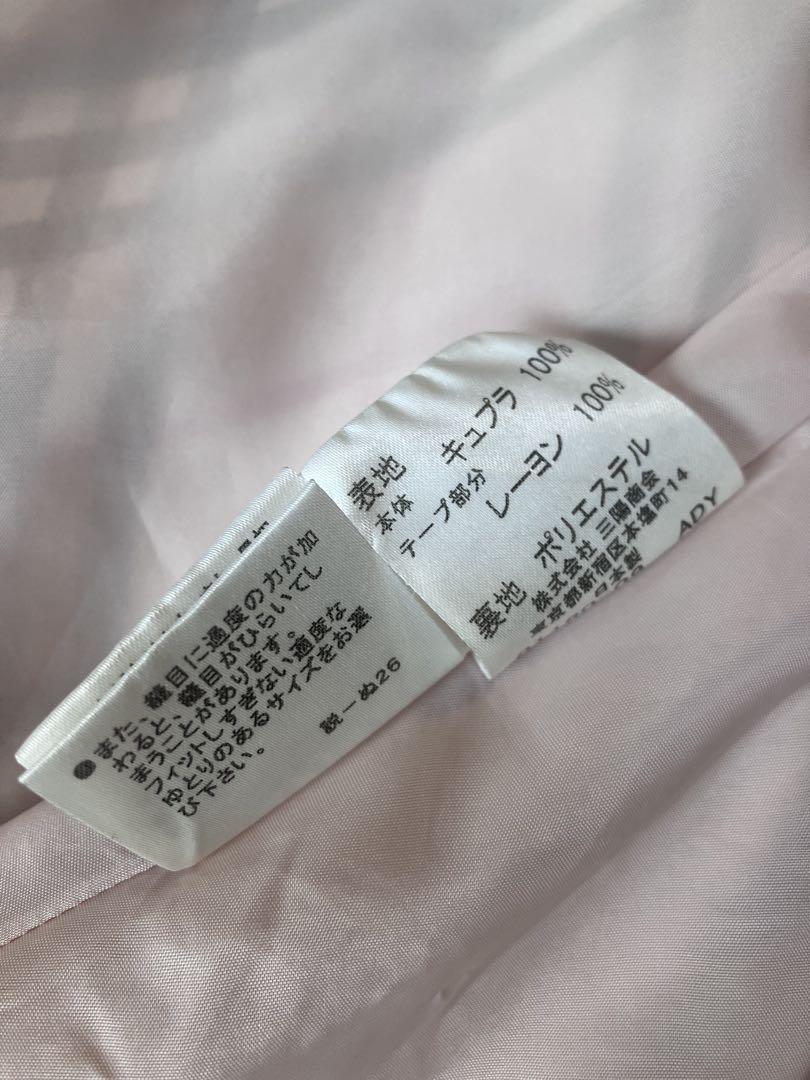 表地 キュプラ 100%
本体
テープ部分
レーヨン 100%
裏地 ポリエステル
株式会社 三陽商会
東京都新宿区本塩町14
日本製
ADY
●また、縫目に過度の力が加
わると、縫目がひらいてし
まうことがあります。
フィットしすぎない適度な
ゆとりのあるサイズをお選
び下さい。
説－ぬ26